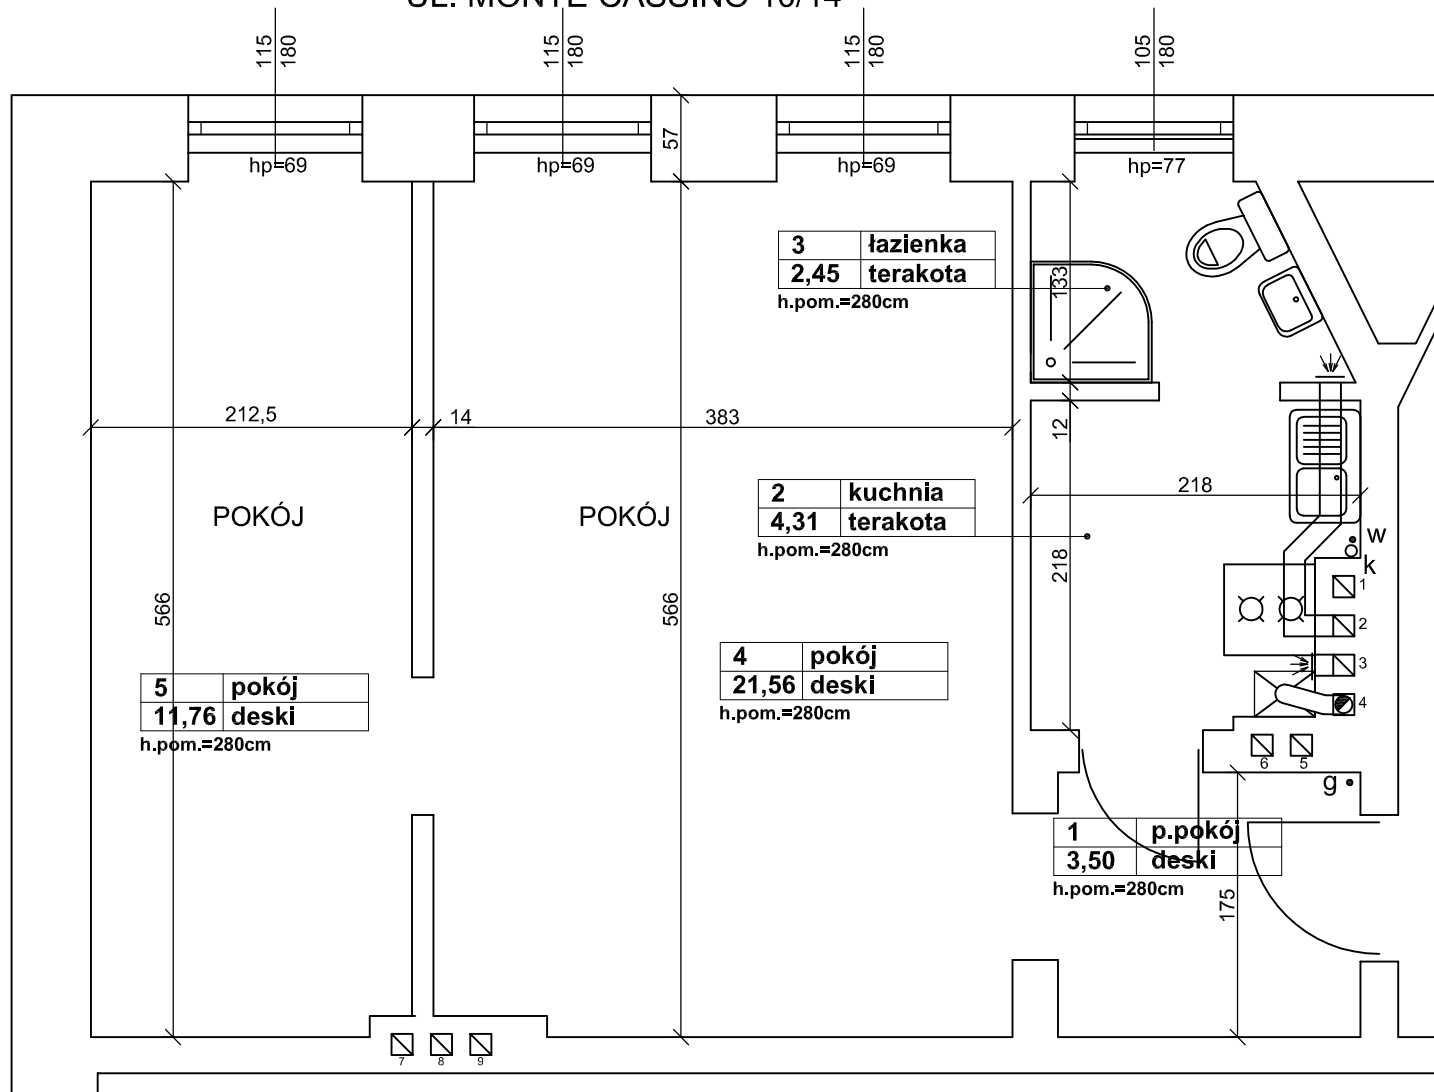 UL. MONTE CASSINO 10/14
115 180
115 180
115 180
105 180
hp=69
hp=69
hp=69
hp=77
57
3 łazienka
2,45 terakota
h.pom.=280cm
133
212,5
14
383
12
2 kuchnia
4,31 terakota
h.pom.=280cm
218
POKÓJ
POKÓJ
w
k
218
566
566
1
2
3
4
4 pokój
21,56 deski
h.pom.=280cm
5 pokój
11,76 deski
h.pom.=280cm
6
5
g
1 p.pokój
3,50 deski
h.pom.=280cm
175
7
8
9